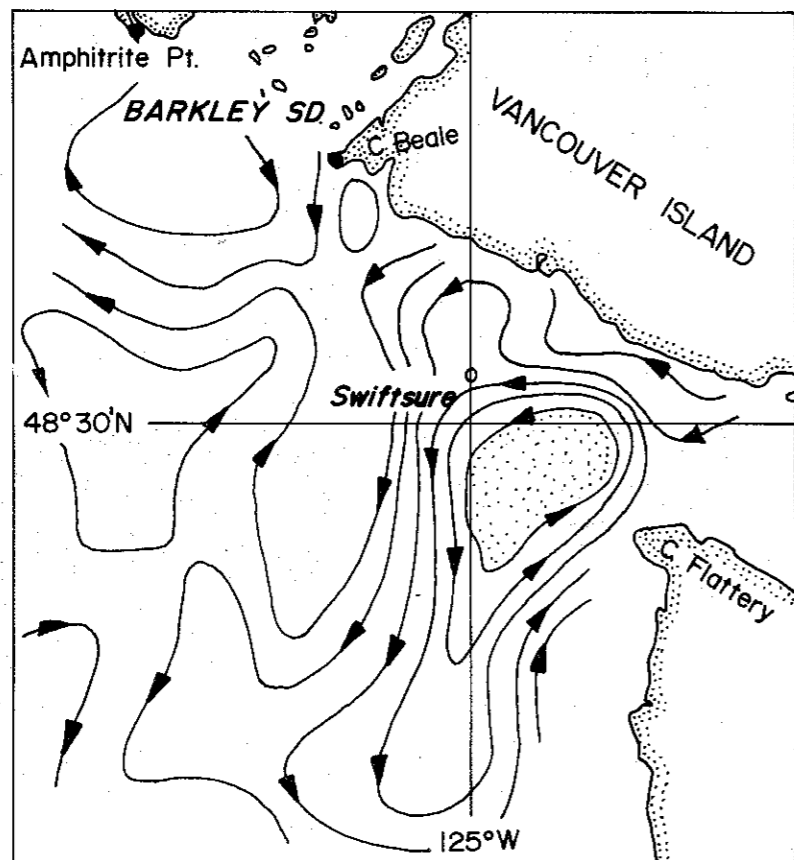 Amphitrite Pt.
BARKLEY SD.
C Beale
VANCOUVER ISLAND
Swiftsure
48°30'N
C Flattery
125°W